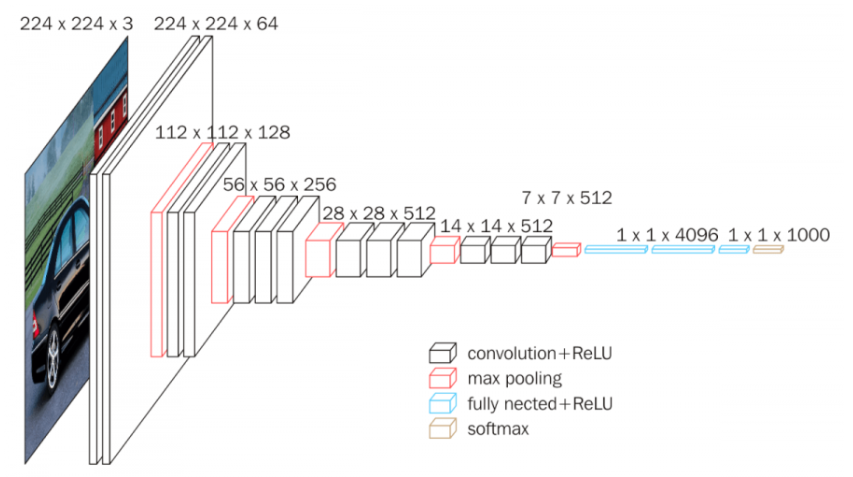 224 x 224 x 3
224 x 224 x 64
112 x 112 x 128
56 x 56 x 256
28 x 28 x 512
14 x 14 x 512
7 x 7 x 512
1 x 1 x 4096
1 x 1 x 1000
convolution+ReLU
max pooling
fully nected+ReLU
softmax